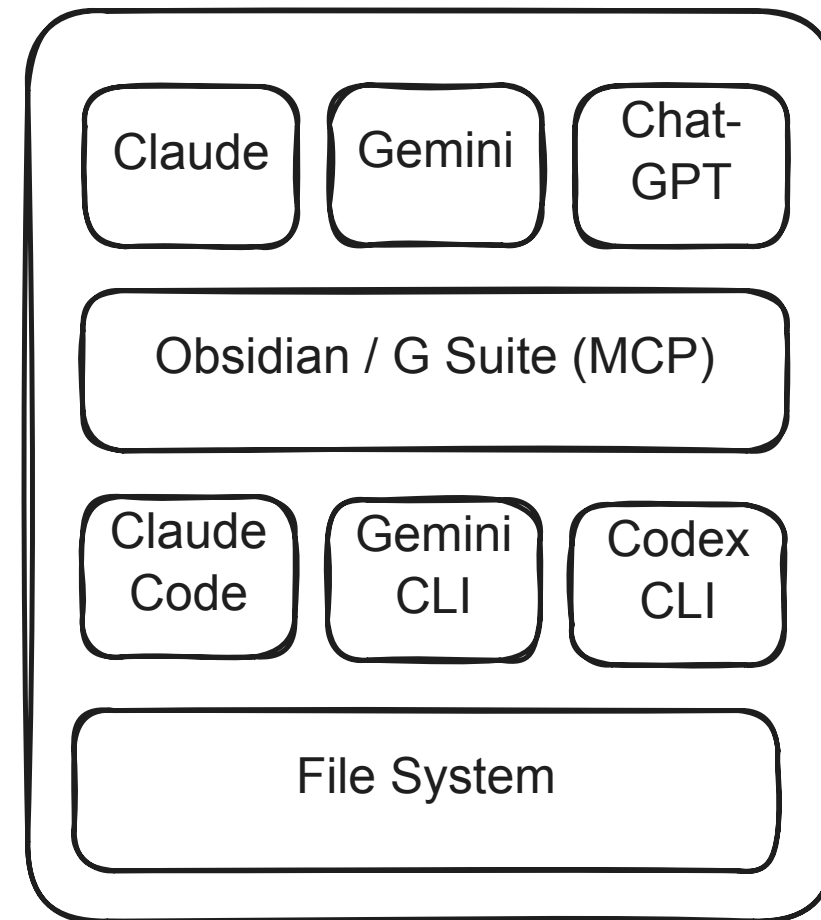 Claude
Gemini
Chat-
GPT
Obsidian / G Suite (MCP)
Claude
Code
Gemini
CLI
Codex
CLI
File System